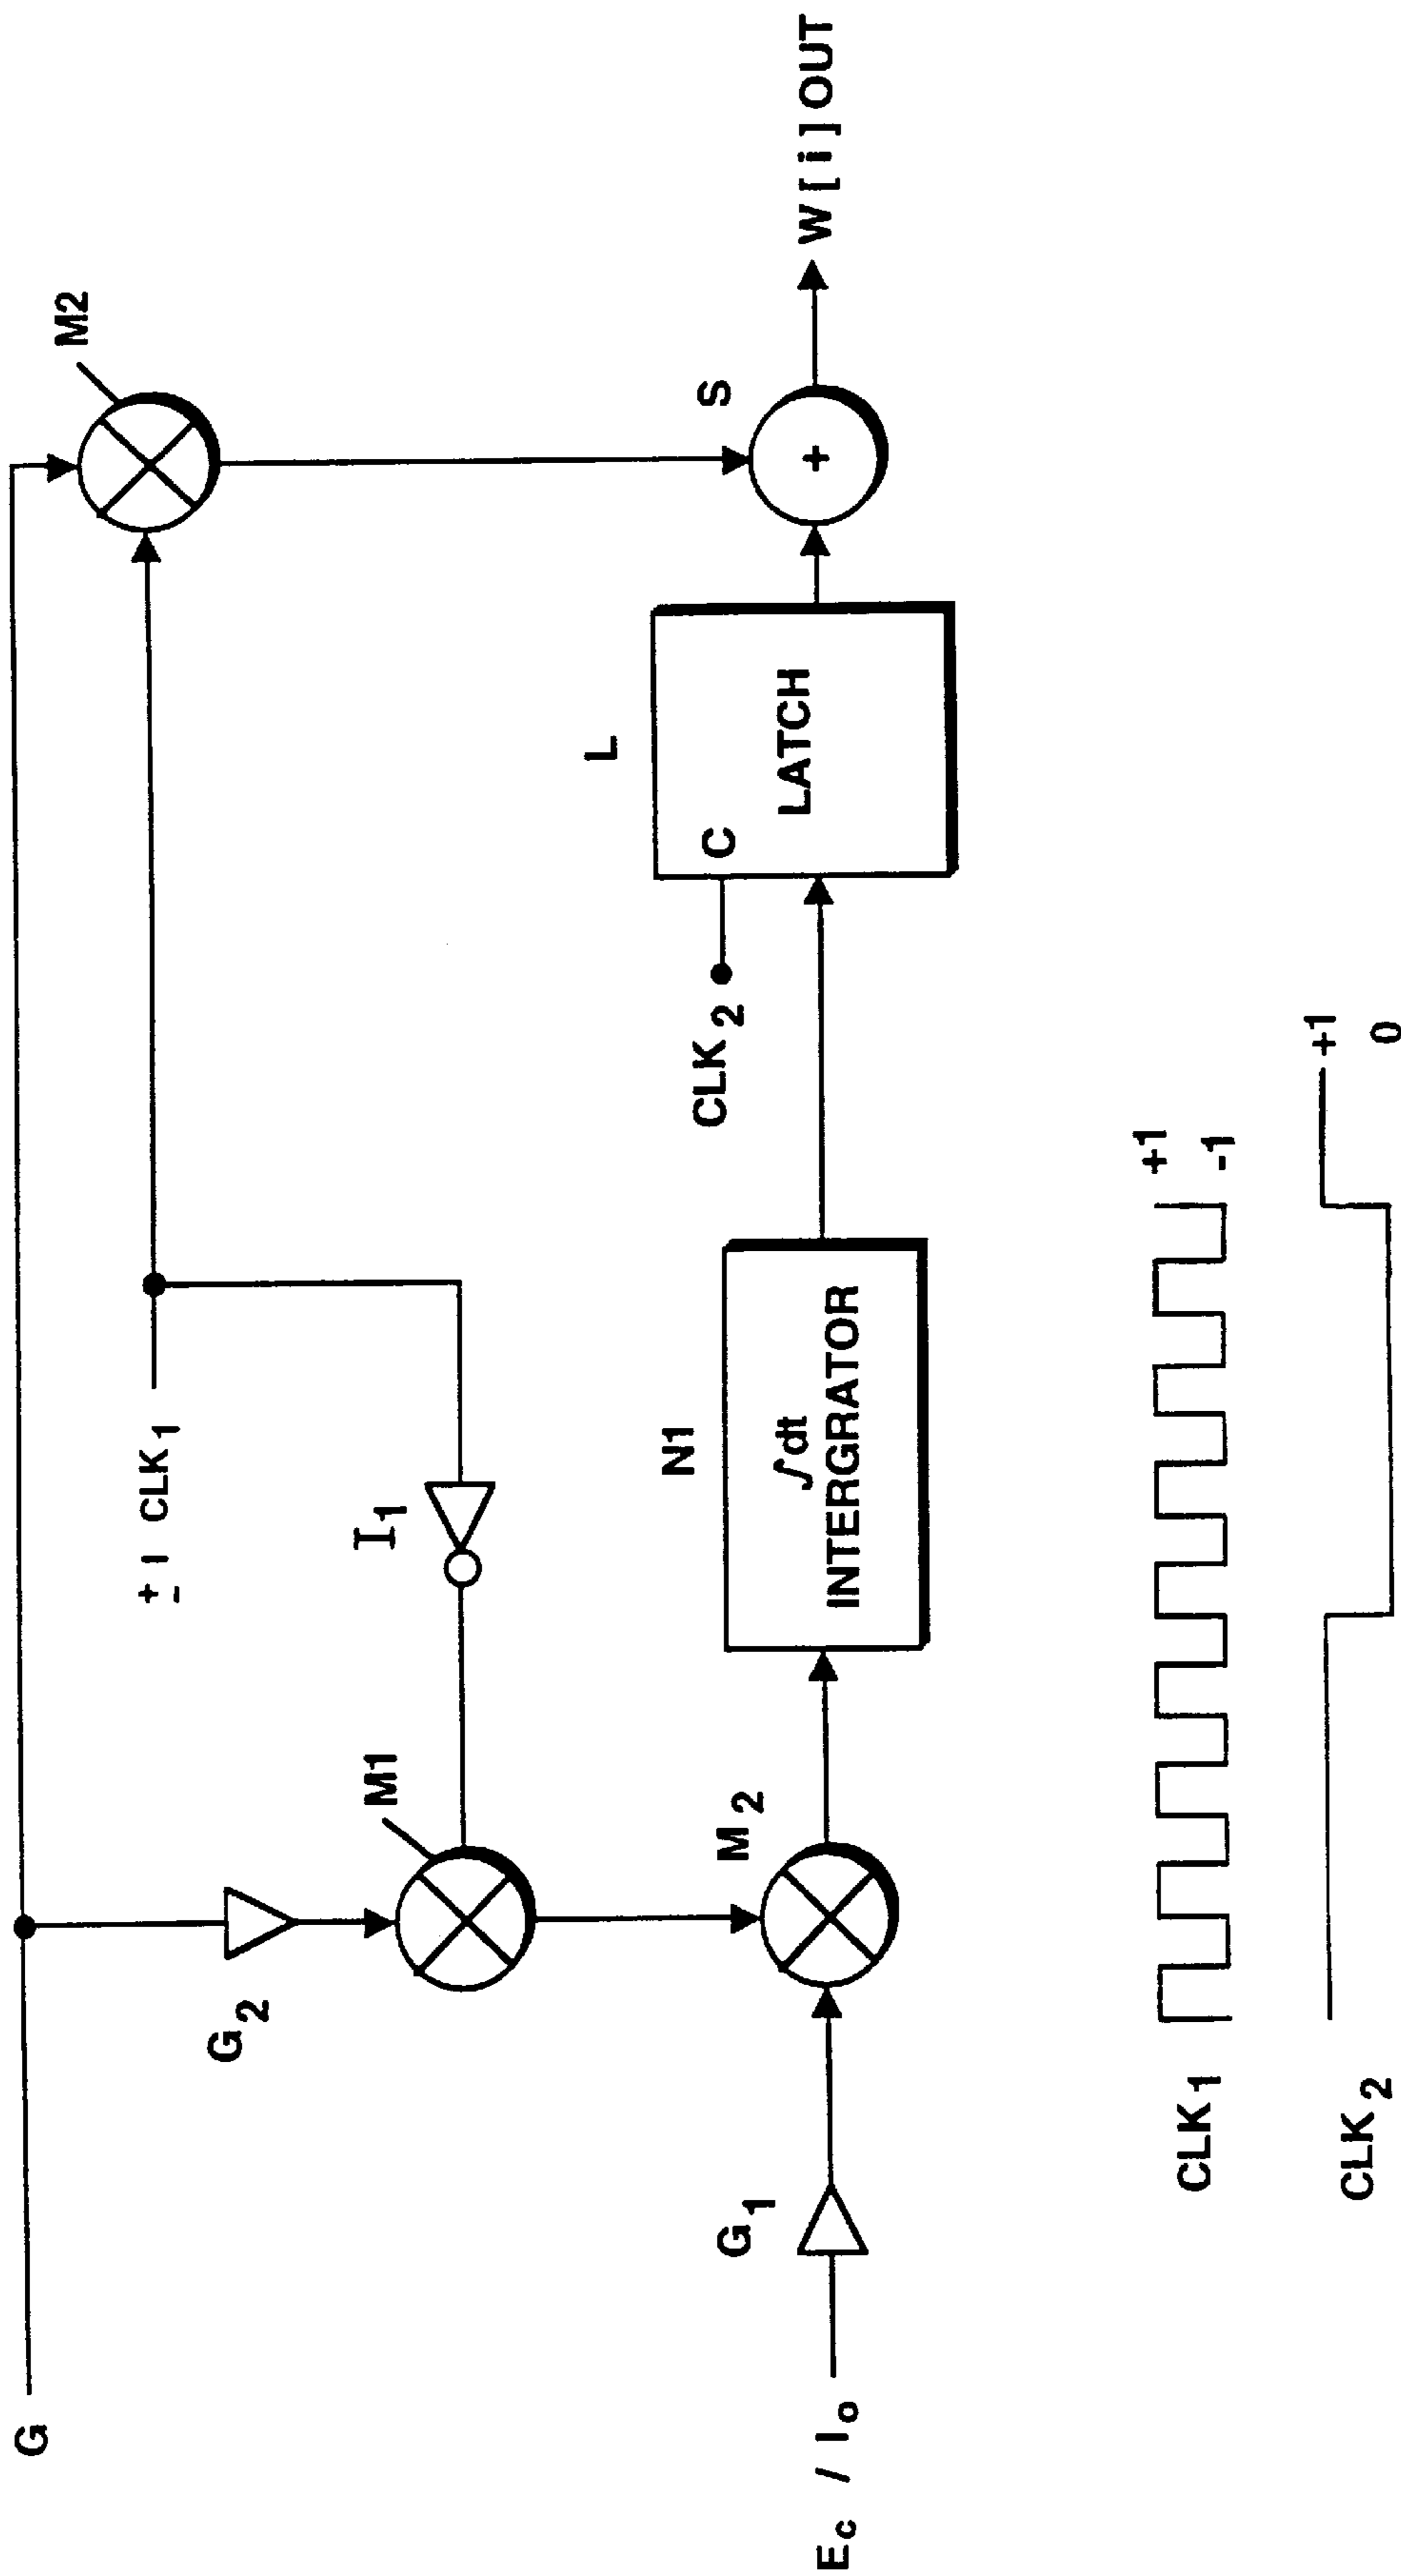 G
G2
± 1 CLK1
M2
M1
I1
S
W[i]OUT
Ec / Io
G1
M2
N1
∫dt
INTERGRATOR
CLK2
C
L
LATCH
+
CLK1
+1
-1
CLK2
+1
0